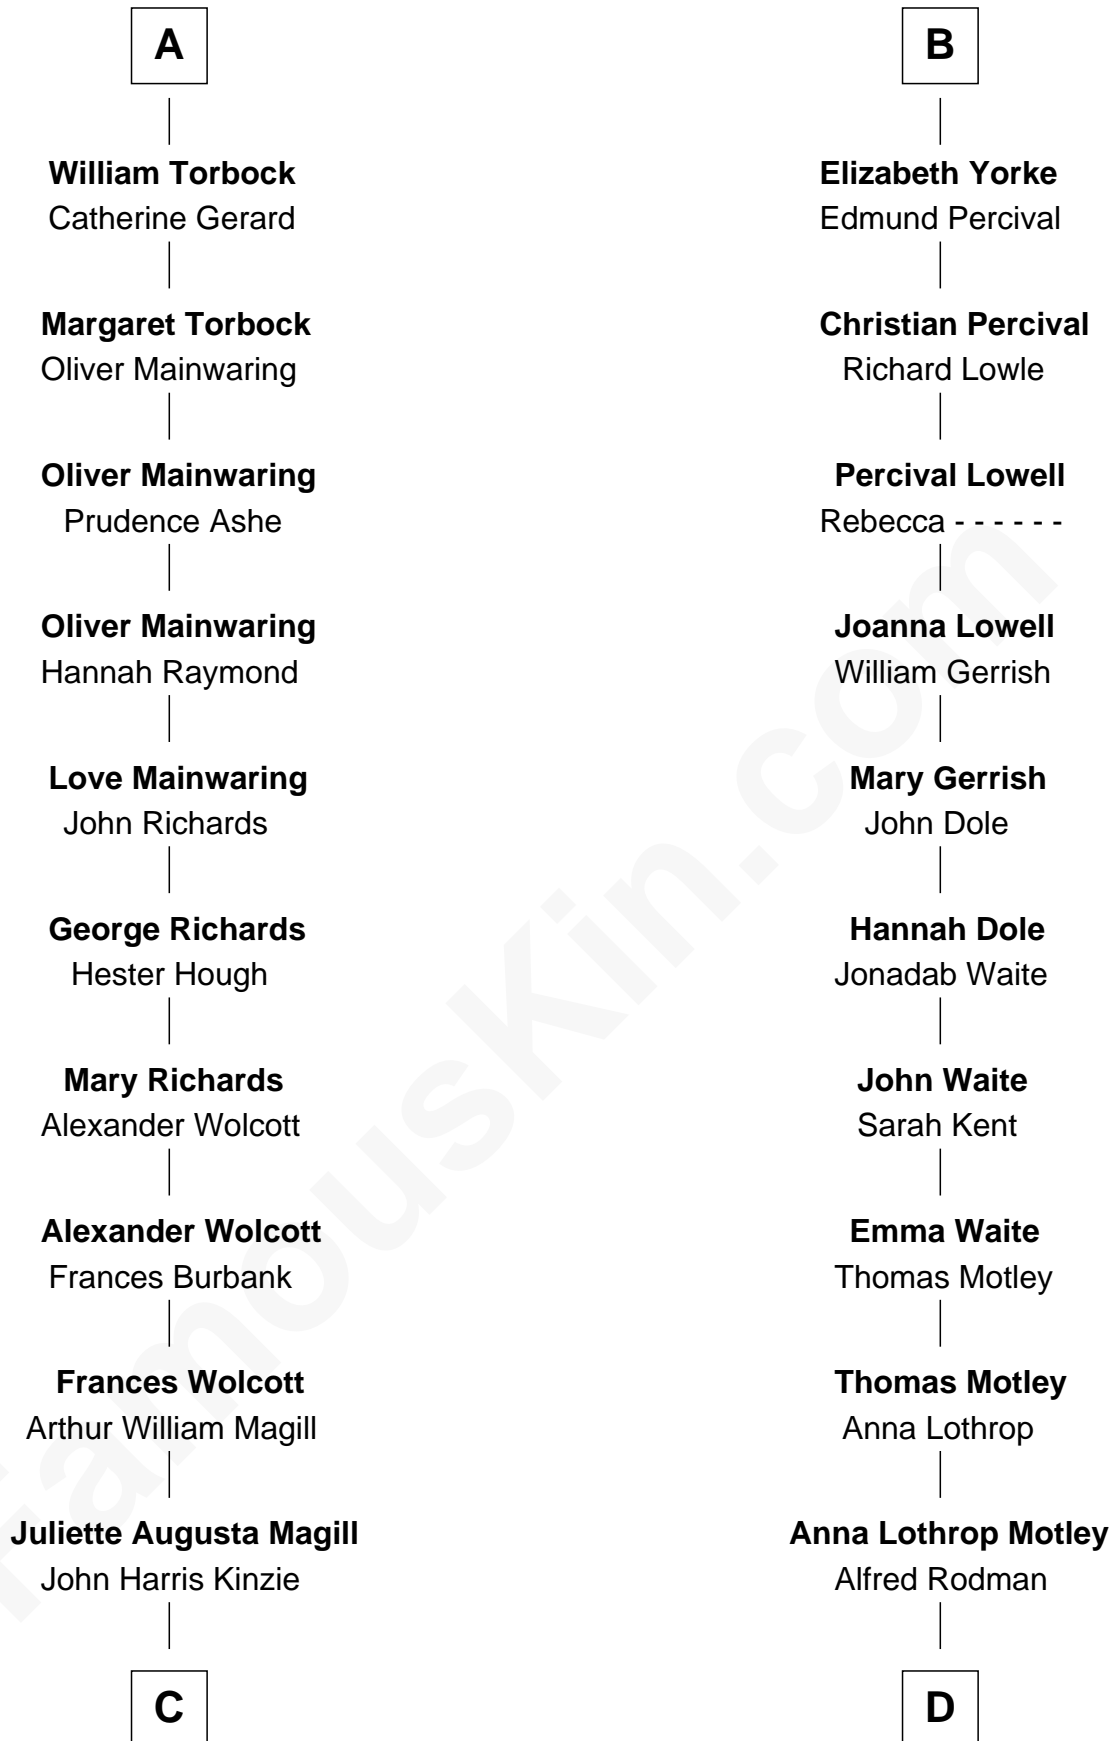 A
William Torbock
Catherine Gerard
Margaret Torbock
Oliver Mainwaring
Oliver Mainwaring
Prudence Ashe
Oliver Mainwaring
Hannah Raymond
Love Mainwaring
John Richards
George Richards
Hester Hough
Mary Richards
Alexander Wolcott
Alexander Wolcott
Frances Burbank
Frances Wolcott
Arthur William Magill
Juliette Augusta Magill
John Harris Kinzie
C
B
Elizabeth Yorke
Edmund Percival
Christian Percival
Richard Lowle
Percival Lowell
Rebecca - - - - - -
Joanna Lowell
William Gerrish
Mary Gerrish
John Dole
Hannah Dole
Jonadab Waite
John Waite
Sarah Kent
Emma Waite
Thomas Motley
Thomas Motley
Anna Lothrop
Anna Lothrop Motley
Alfred Rodman
D
FamousKin.com